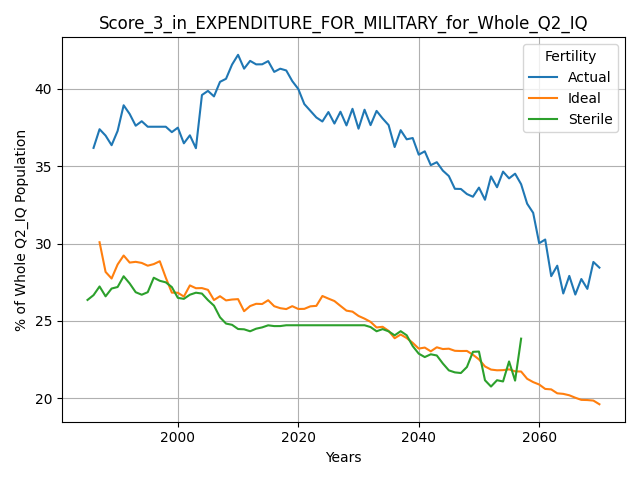 Score_3_in_EXPENDITURE_FOR_MILITARY_for_Whole_Q2_IQ
Fertility
Actual
Ideal
Sterile
% of Whole Q2_IQ Population
40
35
30
25
20
2000
2020
2040
2060
Years